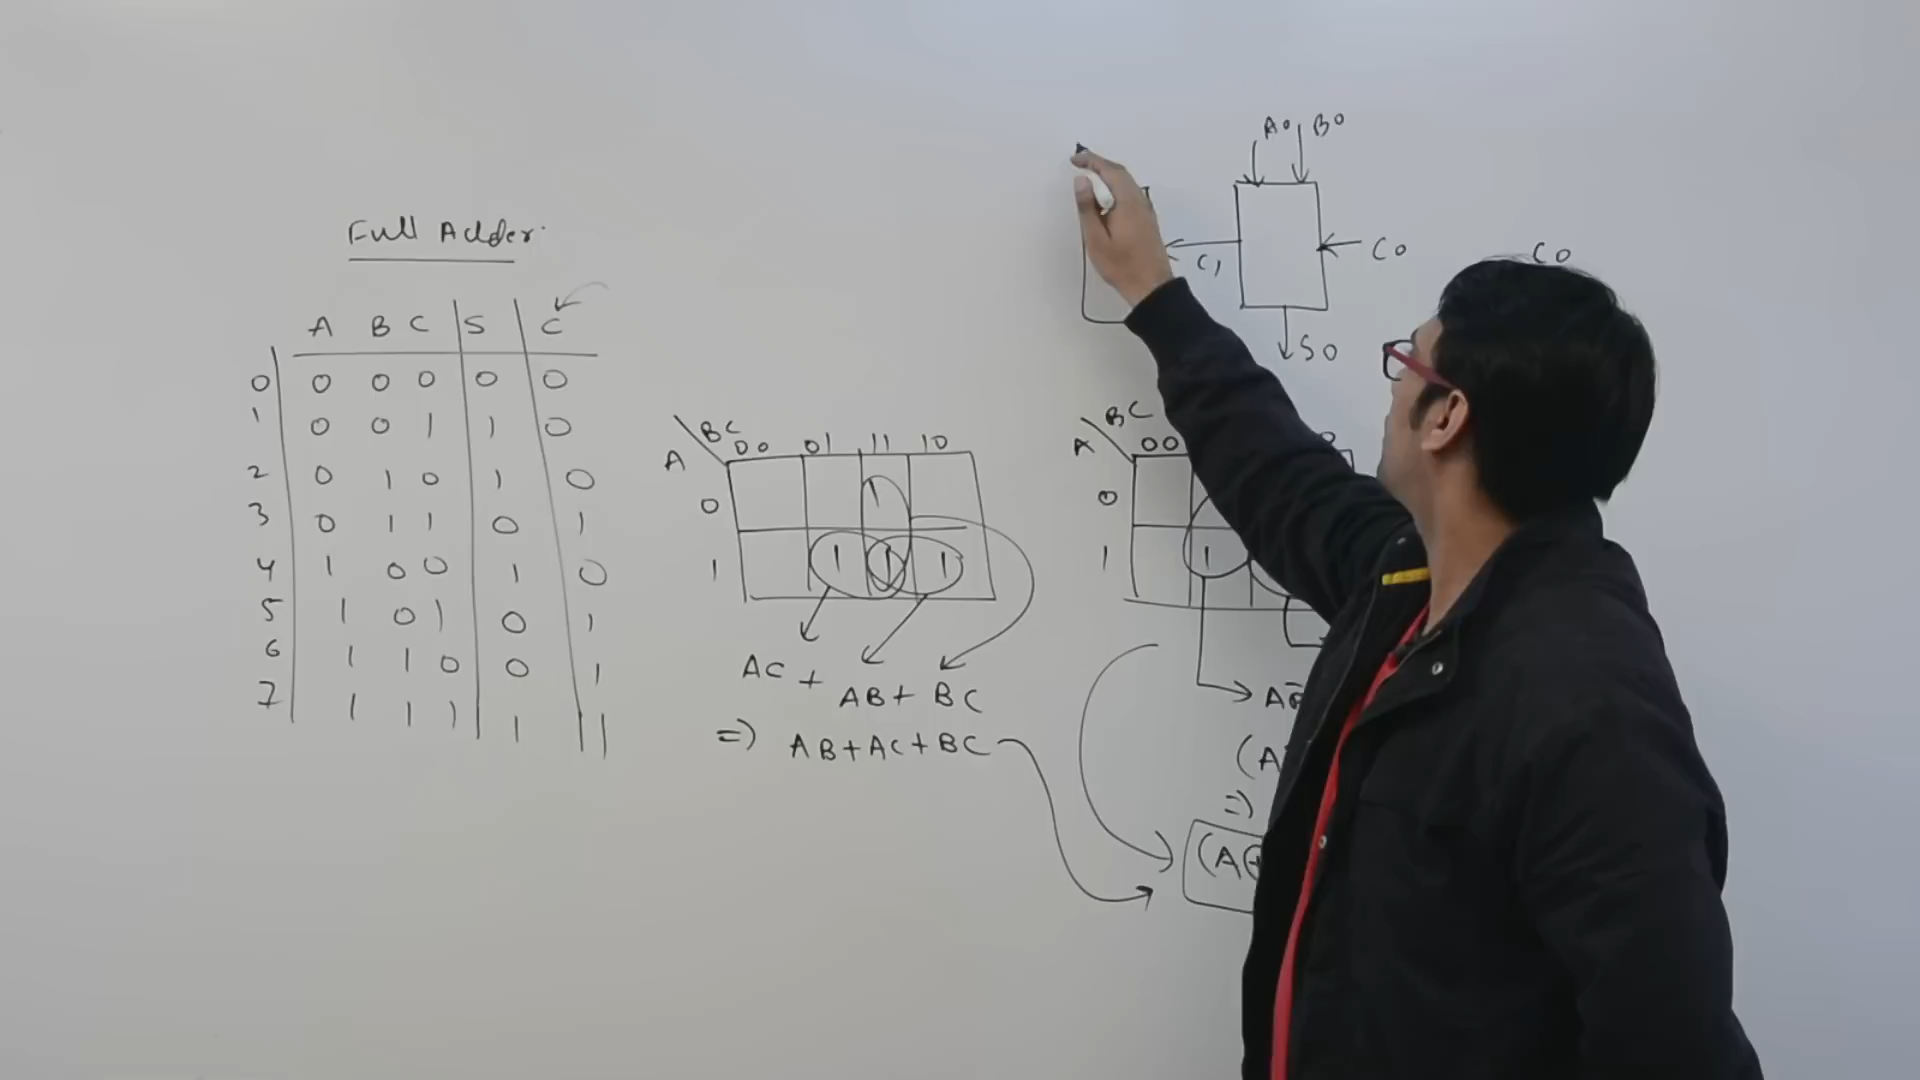 Full Adder
A B C S C
0 0 0 0 0 0
1 0 0 1 1 0
2 0 1 0 1 0
3 0 1 1 0 1
4 1 0 0 1 0
5 1 0 1 0 1
6 1 1 0 0 1
7 1 1 1 1 1
BC
A 00 01 11 10
0 1
1 1 1 1
AC + AB + BC
=) AB + AC + BC
A0 B0
C1 C0
S0
C0
BC
A 00
0
1 1
(A
=)
(A⊕